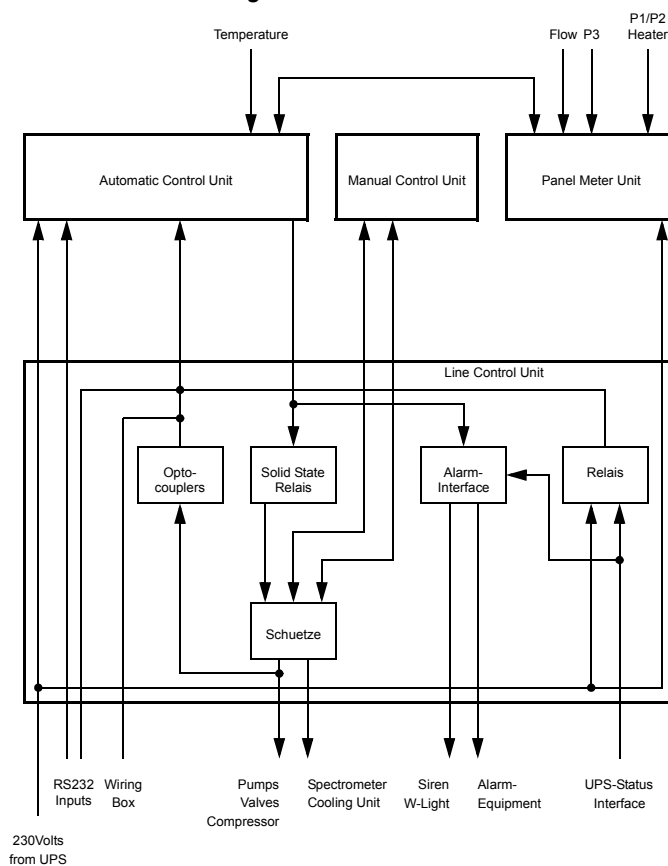 P1/P2
Temperature
Flow P3
Heater
Automatic Control Unit
Manual Control Unit
Panel Meter Unit
Line Control Unit
Opto-
couplers
Solid State
Relais
Alarm-
Interface
Relais
Schuetze
RS232
Inputs
Wiring
Box
Pumps
Valves
Compressor
Spectrometer
Cooling Unit
Siren
W-Light
Alarm-
Equipment
UPS-Status
Interface
230Volts
from UPS